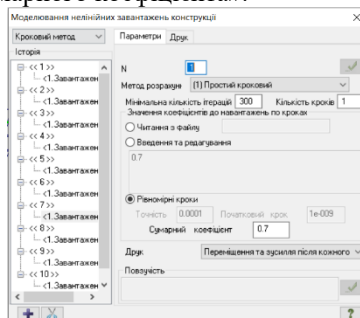 Моделювання нелінійних завантажень конструкції
Кроковий метод
Параметри Друк
Історія
<< 1 >>
<1.Завантажен
<< 2 >>
<1.Завантажен
<< 3 >>
<1.Завантажен
<< 4 >>
<1.Завантажен
<< 5 >>
<1.Завантажен
<< 6 >>
<1.Завантажен
<< 7 >>
<1.Завантажен
<< 8 >>
<1.Завантажен
<< 9 >>
<1.Завантажен
<< 10 >>
<1.Завантажен
N 1
Метод розрахунку (1) Простий кроковий
Мінімальна кількість ітерацій 300 Кількість кроків 1
Значення коефіцієнтів до навантажень по кроках
Читання з файлу
Введення та редагування
0.7
Рівномірні кроки
Точність 0.0001 Початковий крок 1e-009
Сумарний коефіцієнт 0.7
Друк Переміщення та зусилля після кожного
Повзучість
?